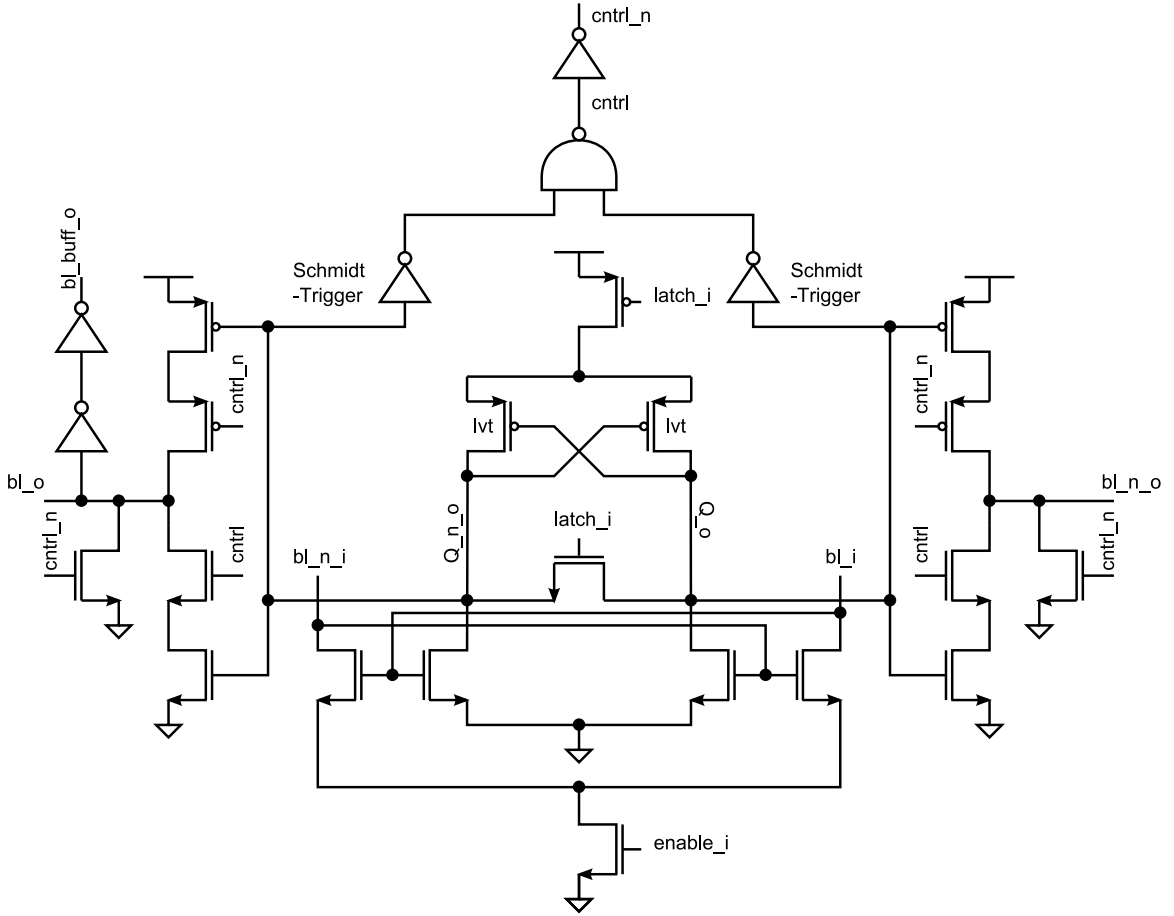 cntrl_n
cntrl
bl_buff_o
Schmidt
-Trigger
Schmidt
-Trigger
latch_i
cntrl_n
cntrl_n
lvt
lvt
bl_o
bl_n_o
cntrl_n
cntrl
Q_n_o
latch_i
Q_o
cntrl
cntrl_n
bl_n_i
bl_i
enable_i